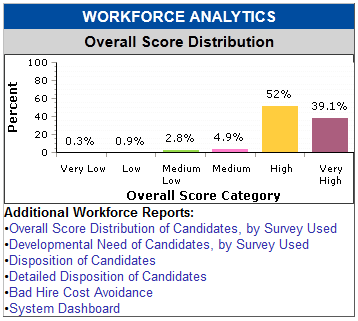 WORKFORCE ANALYTICS
Overall Score Distribution
Percent
100
80
60
40
20
0
0.3%
0.9%
2.8%
4.9%
52%
39.1%
Very Low
Low
Medium
Low
Medium
High
Very
High
Overall Score Category
Additional Workforce Reports:
•Overall Score Distribution of Candidates, by Survey Used
•Developmental Need of Candidates, by Survey Used
•Disposition of Candidates
•Detailed Disposition of Candidates
•Bad Hire Cost Avoidance
•System Dashboard